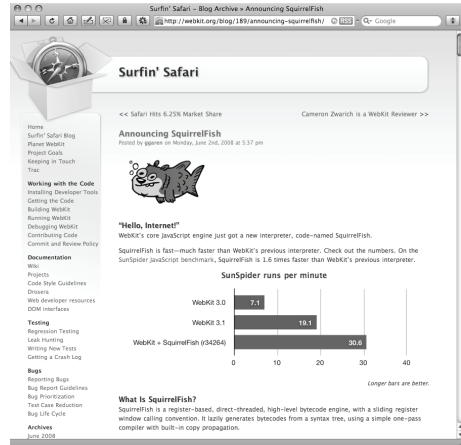 Surfin' Safari - Blog Archive » Announcing SquirrelFish
http://webkit.org/blog/189/announcing-squirrelfish/
RSS
Google
Surfin' Safari
<< Safari Hits 6.25% Market Share
Cameron Zwarich is a WebKit Reviewer >>
Home
Surfin' Safari Blog
Planet WebKit
Project Goals
Keeping in Touch
Trac
Working with the Code
Installing Developer Tools
Getting the Code
Building WebKit
Running WebKit
Debugging WebKit
Contributing Code
Commit and Review Policy
Documentation
Wiki
Projects
Code Style Guidelines
Drosera
Web developer resources
DOM interfaces
Testing
Regression Testing
Leak Hunting
Writing New Tests
Getting a Crash Log
Bugs
Reporting Bugs
Bug Report Guidelines
Bug Prioritization
Test Case Reduction
Bug Life Cycle
Archives
June 2008
Announcing SquirrelFish
Posted by ggaren on Monday, June 2nd, 2008 at 5:37 pm
"Hello, Internet!"
WebKit's core JavaScript engine just got a new interpreter, code-named SquirrelFish.
SquirrelFish is fast—much faster than WebKit's previous interpreter. Check out the numbers. On the
SunSpider JavaScript benchmark, SquirrelFish is 1.6 times faster than WebKit's previous interpreter.
SunSpider runs per minute
WebKit 3.0
7.1
WebKit 3.1
19.1
WebKit + SquirrelFish (r34264)
30.6
0 10 20 30 40
Longer bars are better.
What Is SquirrelFish?
SquirrelFish is a register-based, direct-threaded, high-level bytecode engine, with a sliding register
window calling convention. It lazily generates bytecodes from a syntax tree, using a simple one-pass
compiler with built-in copy propagation.